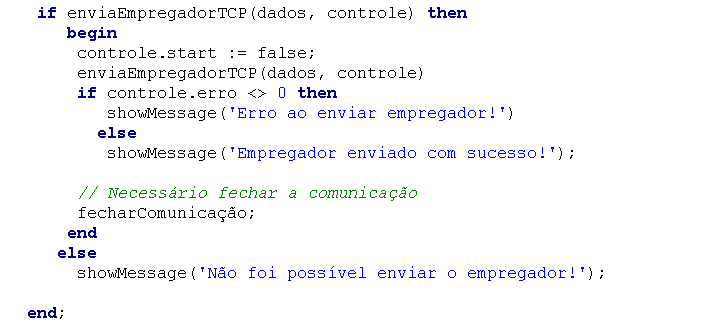 if enviaEmpregadorTCP(dados, controle) then
begin
controle.start := false;
enviaEmpregadorTCP(dados, controle)
if controle.erro <> 0 then
showMessage('Erro ao enviar empregador!')
else
showMessage('Empregador enviado com sucesso!');
// Necessário fechar a comunicação
fecharComunicação;
end
else
showMessage('Não foi possível enviar o empregador!');
end;